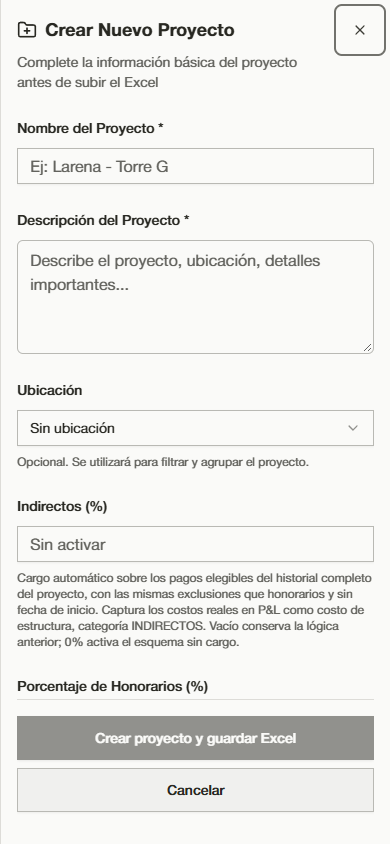 Crear Nuevo Proyecto
Complete la información básica del proyecto
antes de subir el Excel
Nombre del Proyecto *
Ej: Larena - Torre G
Descripción del Proyecto *
Describe el proyecto, ubicación, detalles
importantes...
Ubicación
Sin ubicación
Opcional. Se utilizará para filtrar y agrupar el proyecto.
Indirectos (%)
Sin activar
Cargo automático sobre los pagos elegibles del historial completo
del proyecto, con las mismas exclusiones que honorarios y sin
fecha de inicio. Captura los costos reales en P&L como costo de
estructura, categoría INDIRECTOS. Vacío conserva la lógica
anterior; 0% activa el esquema sin cargo.
Porcentaje de Honorarios (%)
Crear proyecto y guardar Excel
Cancelar